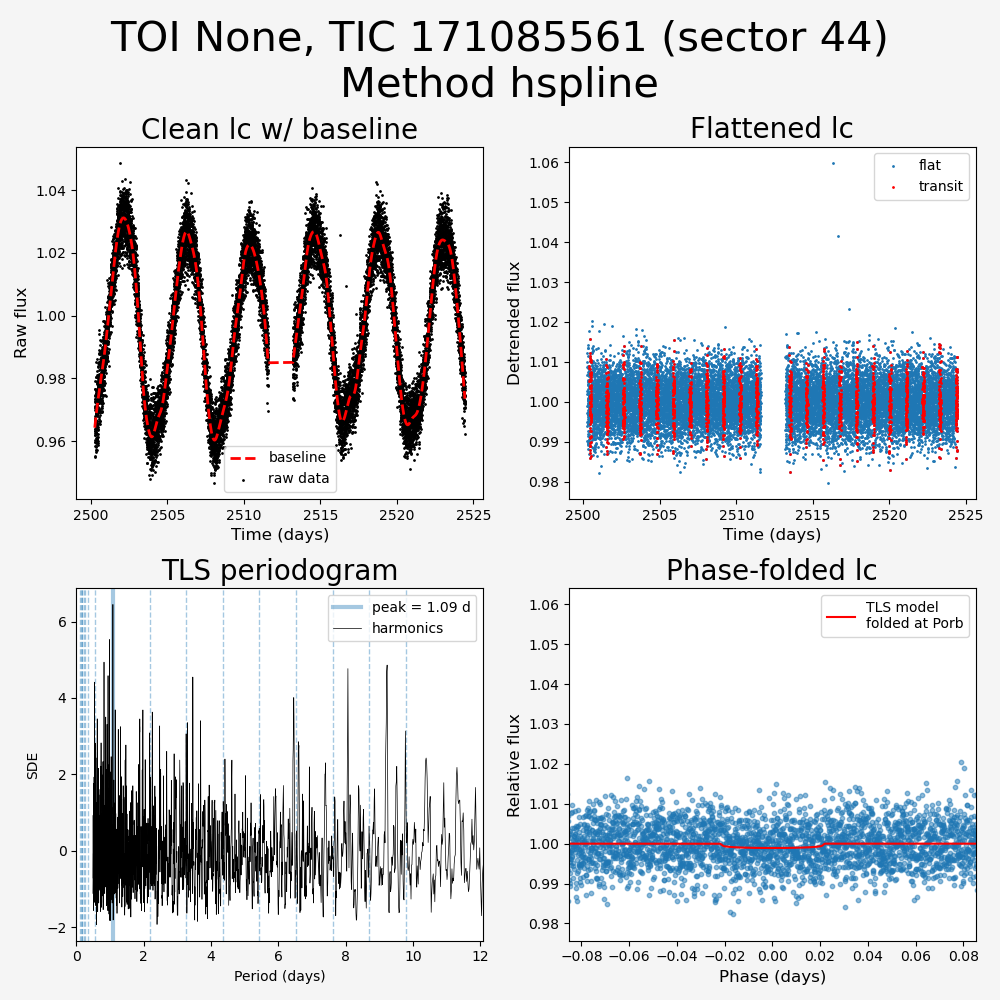 TOI None, TIC 171085561 (sector 44)
Method hspline
Clean lc w/ baseline
Raw flux
1.04
1.02
1.00
0.98
0.96
baseline
raw data
2500 2505 2510 2515 2520 2525
Time (days)
Flattened lc
Detrended flux
1.06
1.05
1.04
1.03
1.02
1.01
1.00
0.99
0.98
flat
transit
2500 2505 2510 2515 2520 2525
Time (days)
TLS periodogram
SDE
6
4
2
0
−2
peak = 1.09 d
harmonics
0 2 4 6 8 10 12
Period (days)
Phase-folded lc
Relative flux
1.06
1.05
1.04
1.03
1.02
1.01
1.00
0.99
0.98
TLS model
folded at Porb
−0.08 −0.06 −0.04 −0.02 0.00 0.02 0.04 0.06 0.08
Phase (days)